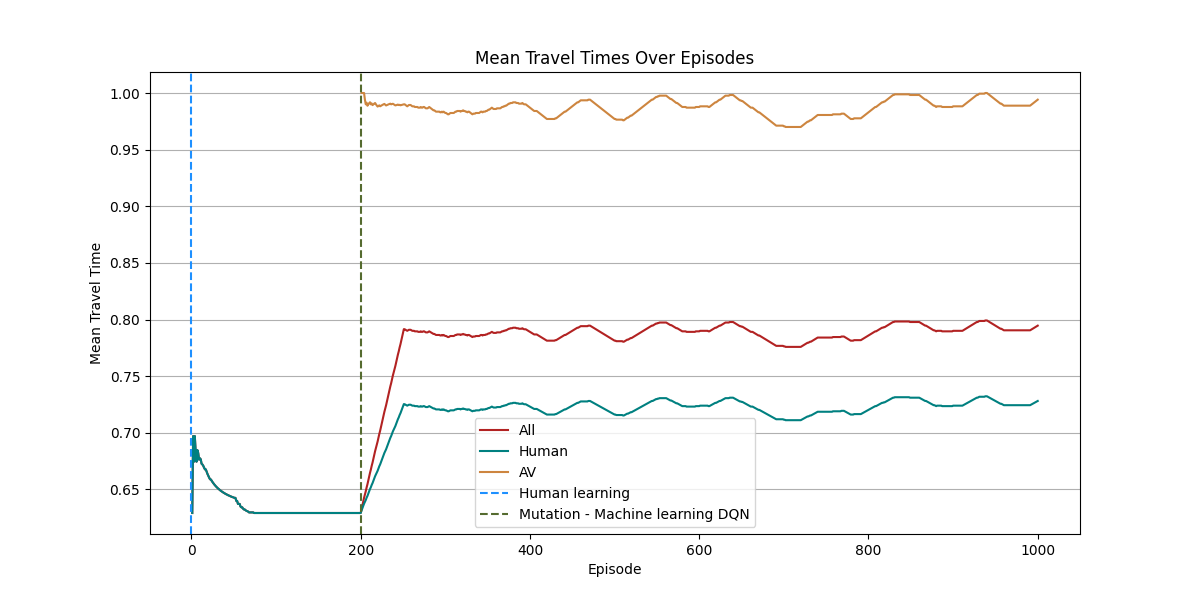 Mean Travel Times Over Episodes
Mean Travel Time
1.00
0.95
0.90
0.85
0.80
0.75
0.70
0.65
All
Human
AV
Human learning
Mutation - Machine learning DQN
0 200 400 600 800 1000
Episode